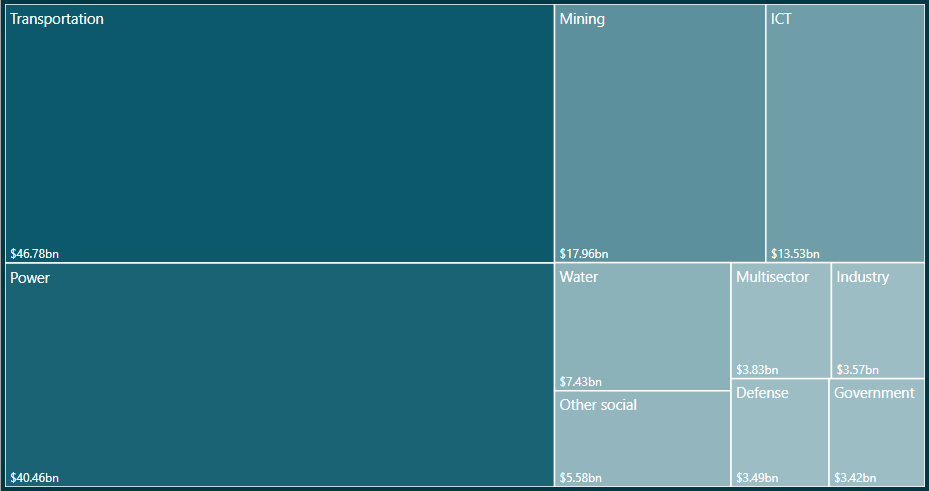 Transportation
$46.78bn
Mining
$17.96bn
ICT
$13.53bn
Power
$40.46bn
Water
$7.43bn
Other social
$5.58bn
Multisector
$3.83bn
Industry
$3.57bn
Defense
$3.49bn
Government
$3.42bn